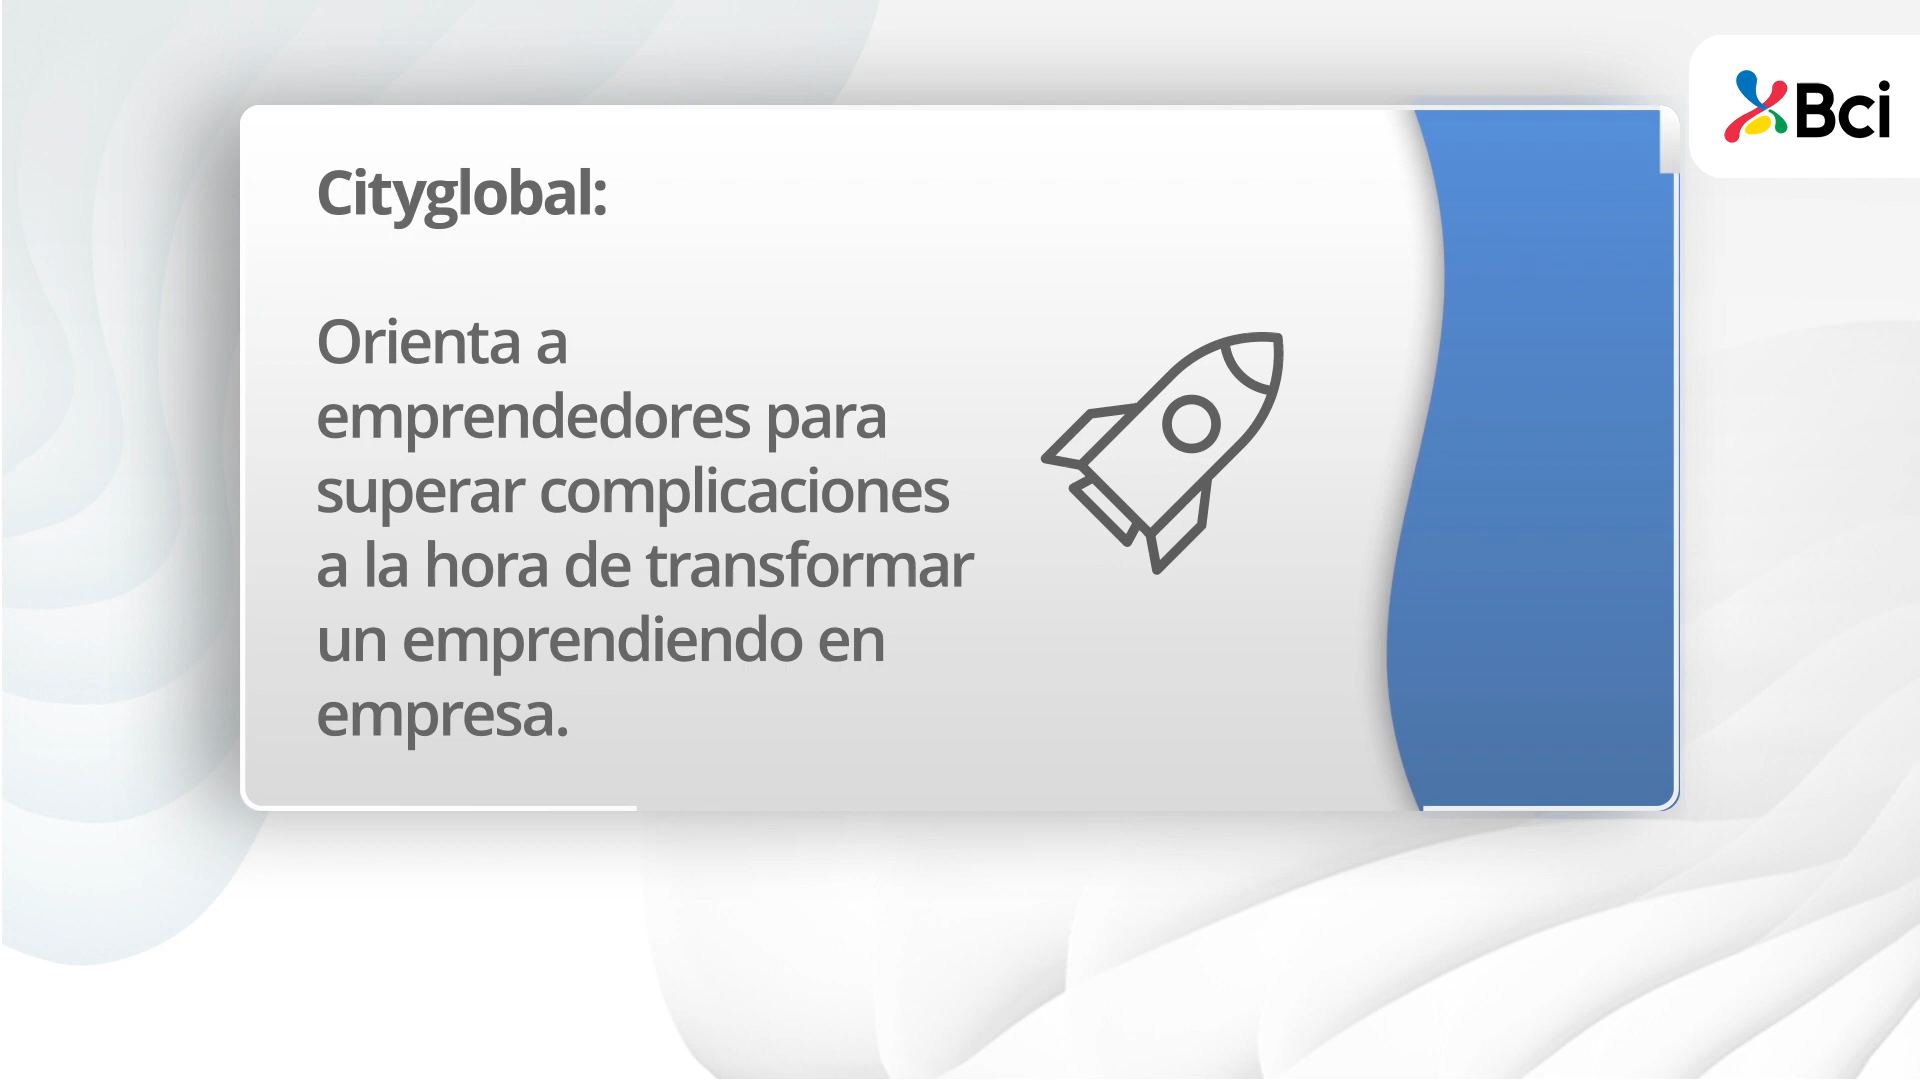 Bci
Cityglobal:
Orienta a
emprendedores para
superar complicaciones
a la hora de transformar
un emprendiendo en
empresa.